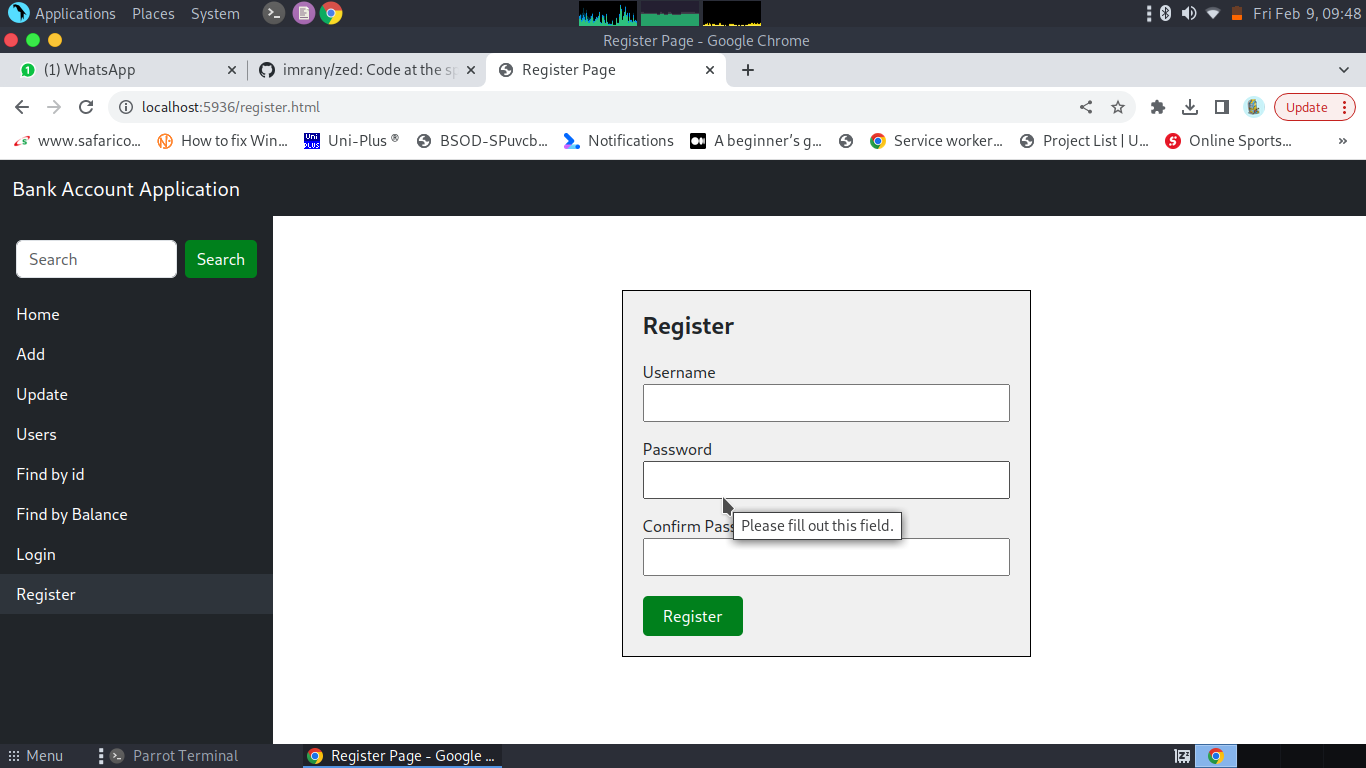 Applications Places System Fri Feb 9, 09:48
Register Page - Google Chrome
1 (1) WhatsApp imrany/zed: Code at the sp Register Page
localhost:5936/register.html Update
www.safarico... How to fix Win... Uni-Plus ® BSOD-SPuvcb... Notifications A beginner's g... Service worker... Project List | U... Online Sports... »
Bank Account Application
Search Search
Home
Add
Update
Users
Find by id
Find by Balance
Login
Register
Register
Username
Password
Confirm Pass
Please fill out this field.
Register
Menu Parrot Terminal Register Page - Google ...